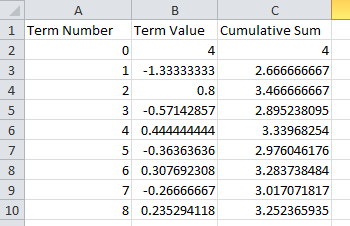 A B C
1 Term Number Term Value Cumulative Sum
2 0 4 4
3 1 -1.33333333 2.666666667
4 2 0.8 3.466666667
5 3 -0.57142857 2.895238095
6 4 0.444444444 3.33968254
7 5 -0.36363636 2.976046176
8 6 0.307692308 3.283738484
9 7 -0.26666667 3.017071817
10 8 0.235294118 3.252365935